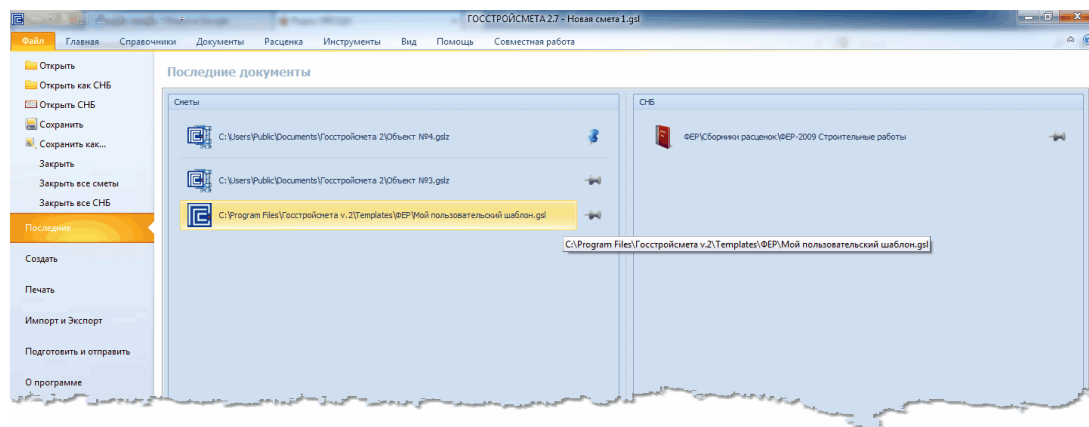 ГОССТРОЙСМЕТА 2.7 - Новая смета 1.gsl
Файл Главная Справочники Документы Расценка Инструменты Вид Помощь Совместная работа
Открыть
Открыть как СНБ
Открыть СНБ
Сохранить
Сохранить как...
Закрыть
Закрыть все сметы
Закрыть все СНБ
Последние
Создать
Печать
Импорт и Экспорт
Подготовить и отправить
О программе
Последние документы
Сметы
C:\Users\Public\Documents\Госстройсмета 2\Объект №4.gslz
C:\Users\Public\Documents\Госстройсмета 2\Объект №3.gslz
C:\Program Files\Госстройсмета v.2\Templates\ФЕР\Мой пользовательский шаблон.gsl
C:\Program Files\Госстройсмета v.2\Templates\ФЕР\Мой пользовательский шаблон.gsl
СНБ
ФЕР\Сборники расценок\ФЕР-2009 Строительные работы